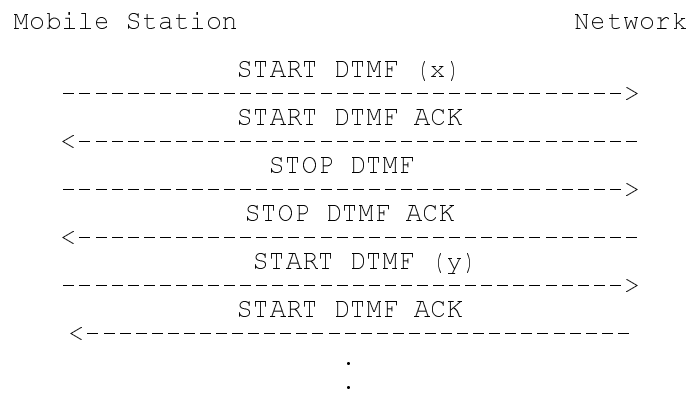 Mobile Station Network
START DTMF (x)
----------------------------------->
START DTMF ACK
<-----------------------------------
STOP DTMF
----------------------------------->
STOP DTMF ACK
<-----------------------------------
START DTMF (y)
----------------------------------->
START DTMF ACK
<----------------------------------
.
.